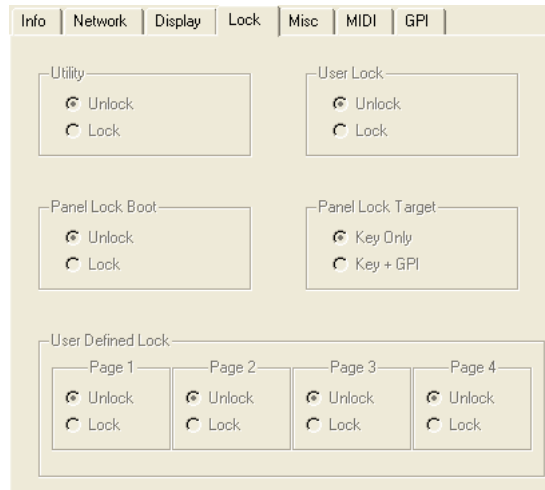 Info Network Display Lock Misc MIDI GPI
Utility User Lock
Unlock Unlock
Lock Lock
Panel Lock Boot Panel Lock Target
Unlock Key Only
Lock Key + GPI
User Defined Lock
Page 1 Page 2 Page 3 Page 4
Unlock Unlock Unlock Unlock
Lock Lock Lock Lock